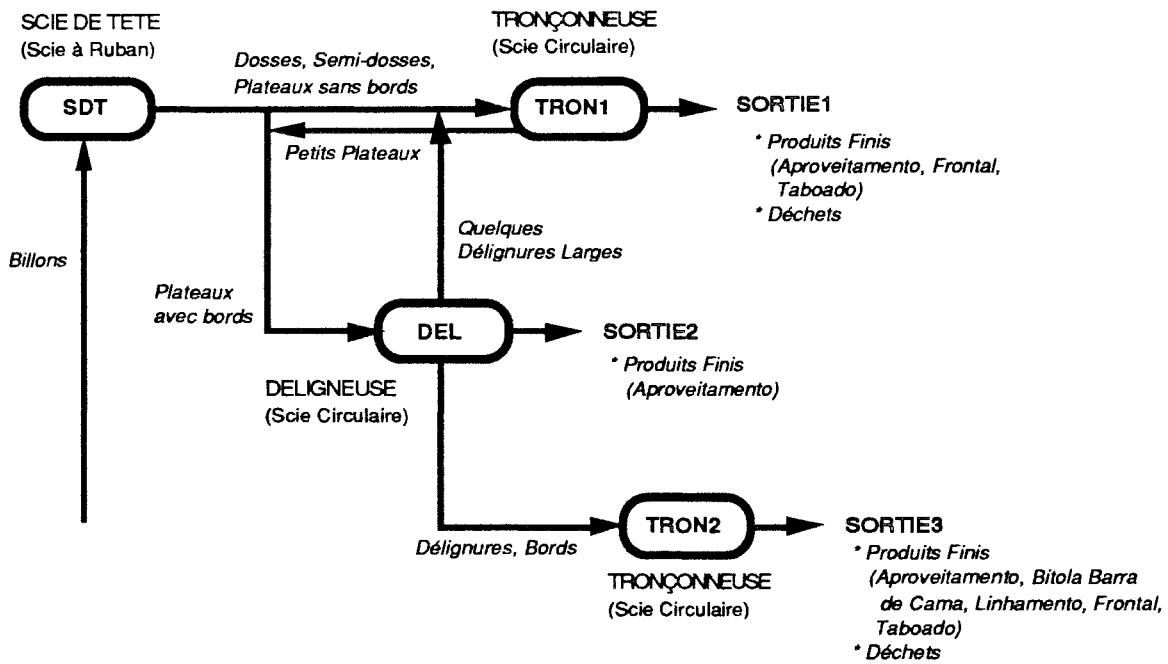 SCIE DE TETE
(Scie à Ruban)
TRONÇONNEUSE
(Scie Circulaire)
Dosses, Semi-dosses,
Plateaux sans bords
SDT
TRON1
SORTIE1
Petits Plateaux
* Produits Finis
(Aproveitamento, Frontal,
Taboado)
* Déchets
Billons
Quelques
Délignures Larges
Plateaux
avec bords
DEL
SORTIE2
* Produits Finis
(Aproveitamento)
DELIGNEUSE
(Scie Circulaire)
TRON2
SORTIE3
Délignures, Bords
* Produits Finis
(Aproveitamento, Bitola Barra
de Cama, Linhamento, Frontal,
Taboado)
* Déchets
TRONÇONNEUSE
(Scie Circulaire)